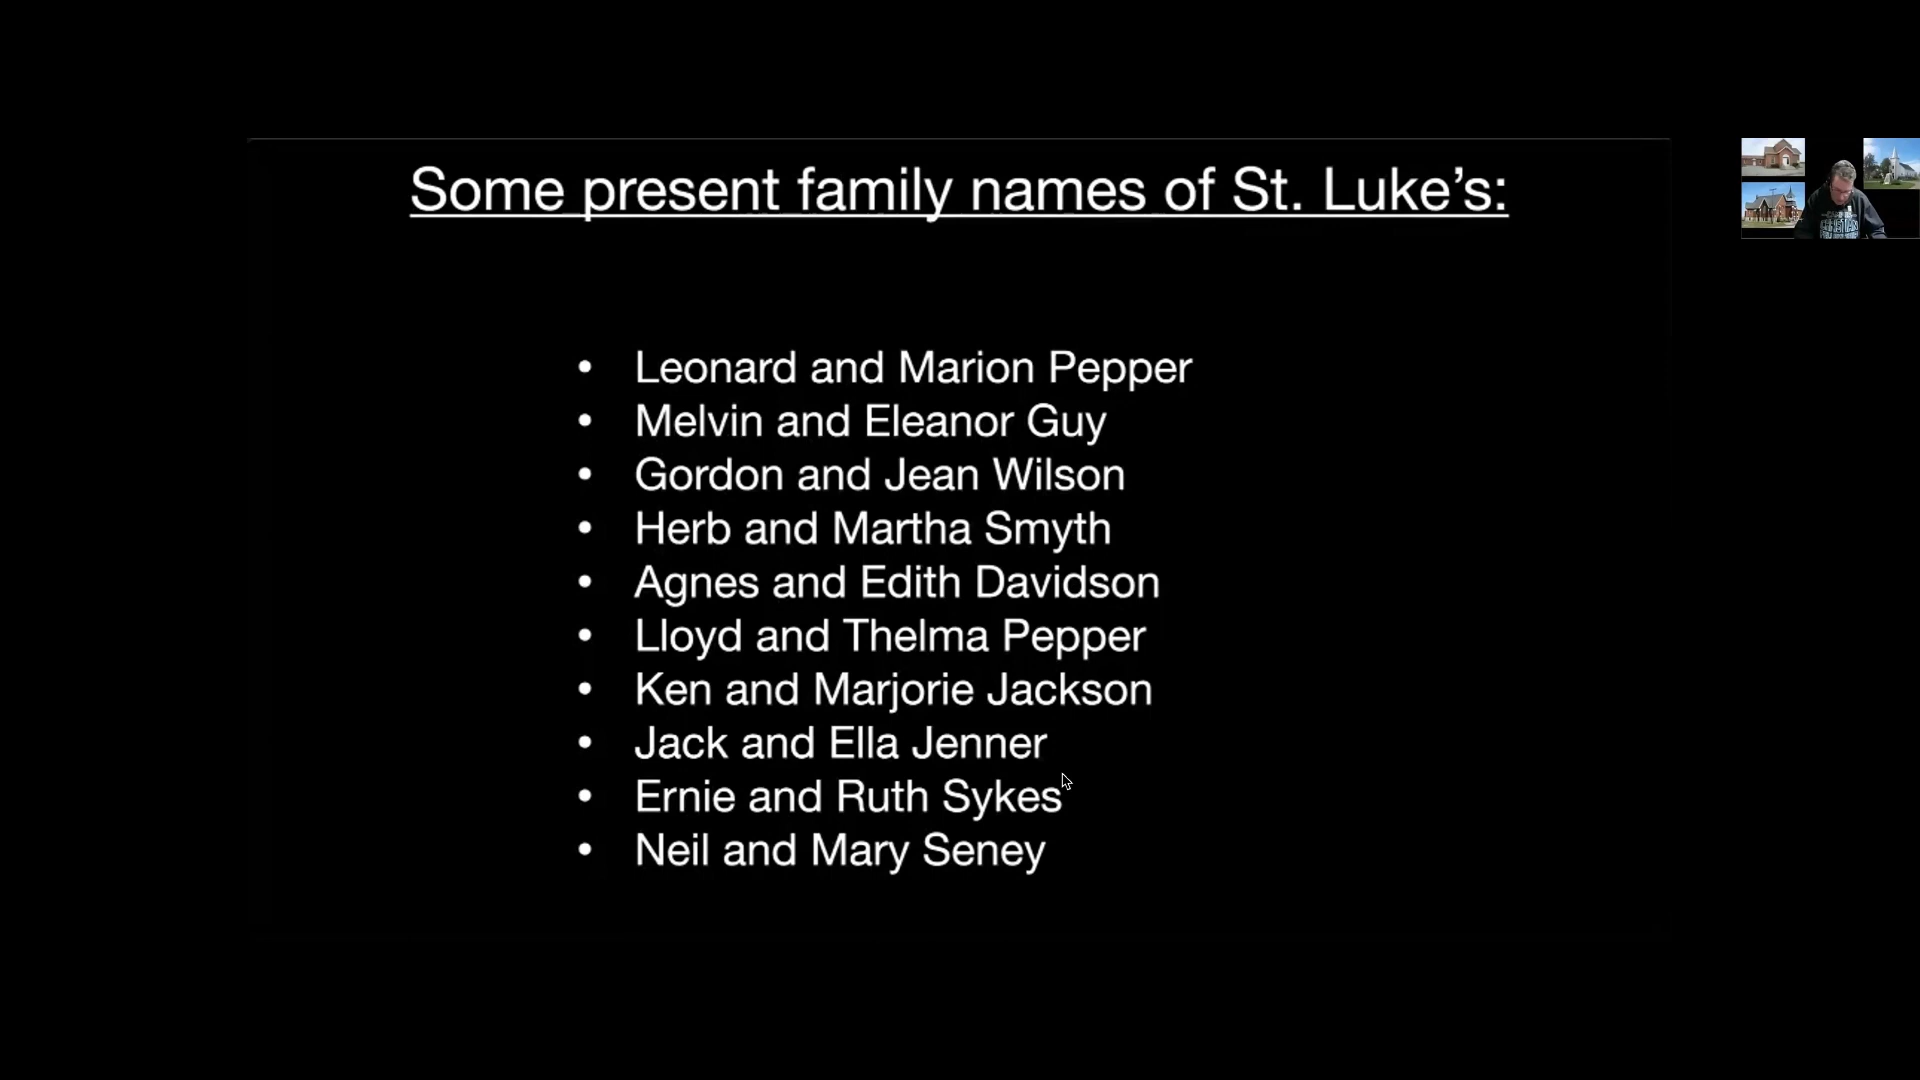 Some present family names of St. Luke’s:
• Leonard and Marion Pepper
• Melvin and Eleanor Guy
• Gordon and Jean Wilson
• Herb and Martha Smyth
• Agnes and Edith Davidson
• Lloyd and Thelma Pepper
• Ken and Marjorie Jackson
• Jack and Ella Jenner
• Ernie and Ruth Sykes
• Neil and Mary Seney